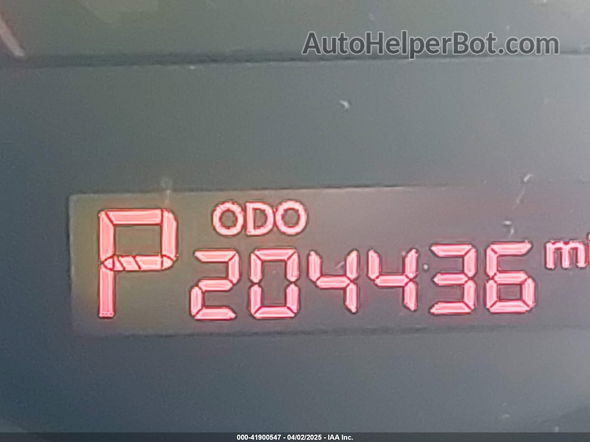 AutoHelperBot.com
ODO
P 204436 mi
000-41900547 - 04/02/2025 - IAA Inc.